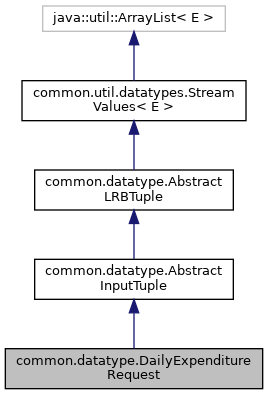 java::util::ArrayList< E >
common.util.datatypes.Stream
Values< E >
common.datatype.Abstract
LRBTuple
common.datatype.Abstract
InputTuple
common.datatype.DailyExpenditure
Request